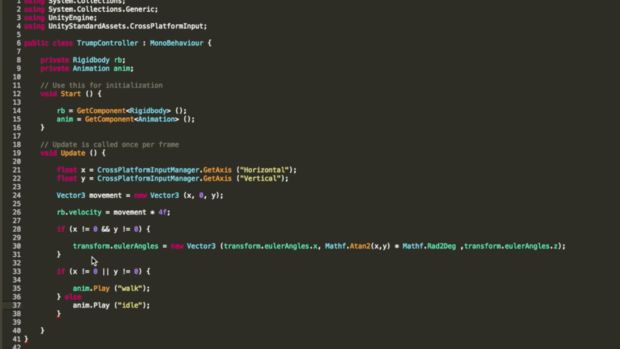 1 using System.Collections;
2 using System.Collections.Generic;
3 using UnityEngine;
4 using UnityStandardAssets.CrossPlatformInput;
5
6 public class TrumpController : MonoBehaviour {
7
8 private Rigidbody rb;
9 private Animation anim;
10
11 // Use this for initialization
12 void Start () {
13
14 rb = GetComponent<Rigidbody> ();
15 anim = GetComponent<Animation> ();
16 }
17
18 // Update is called once per frame
19 void Update () {
20
21 float x = CrossPlatformInputManager.GetAxis ("Horizontal");
22 float y = CrossPlatformInputManager.GetAxis ("Vertical");
23
24 Vector3 movement = new Vector3 (x, 0, y);
25
26 rb.velocity = movement * 4f;
27
28 if (x != 0 && y != 0) {
29
30 transform.eulerAngles = new Vector3 (transform.eulerAngles.x, Mathf.Atan2(x,y) * Mathf.Rad2Deg ,transform.eulerAngles.z);
31 }
32
33 if (x != 0 || y != 0) {
34
35 anim.Play ("walk");
36 } else
37 anim.Play ("idle");
38 }
39
40 }
41 }
42